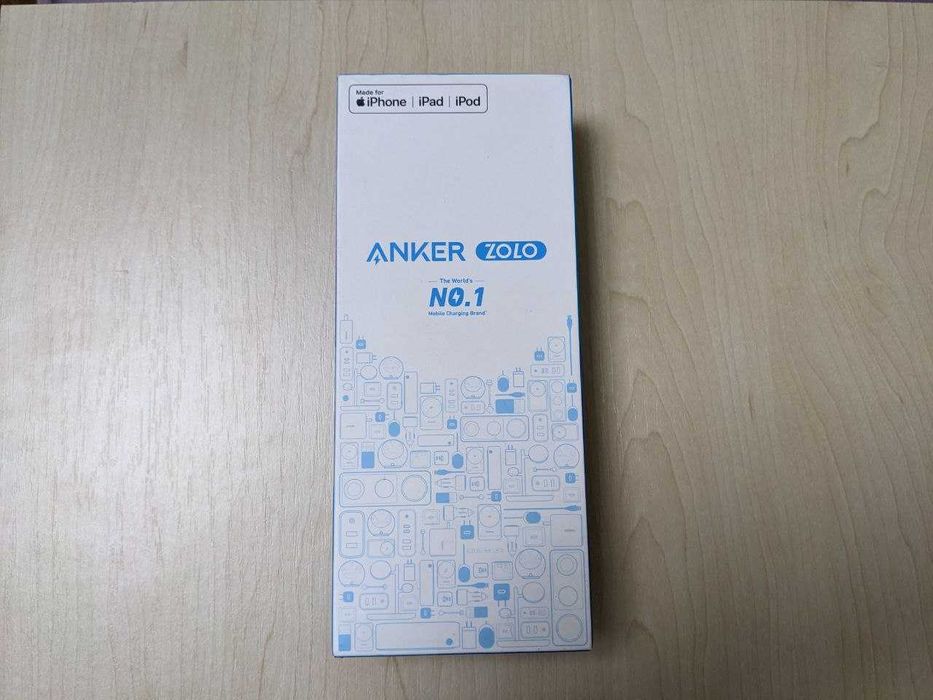 Made for
iPhone | iPad | iPod
ANKER ZOLO
The World's
NO.1
Mobile Charging Brand